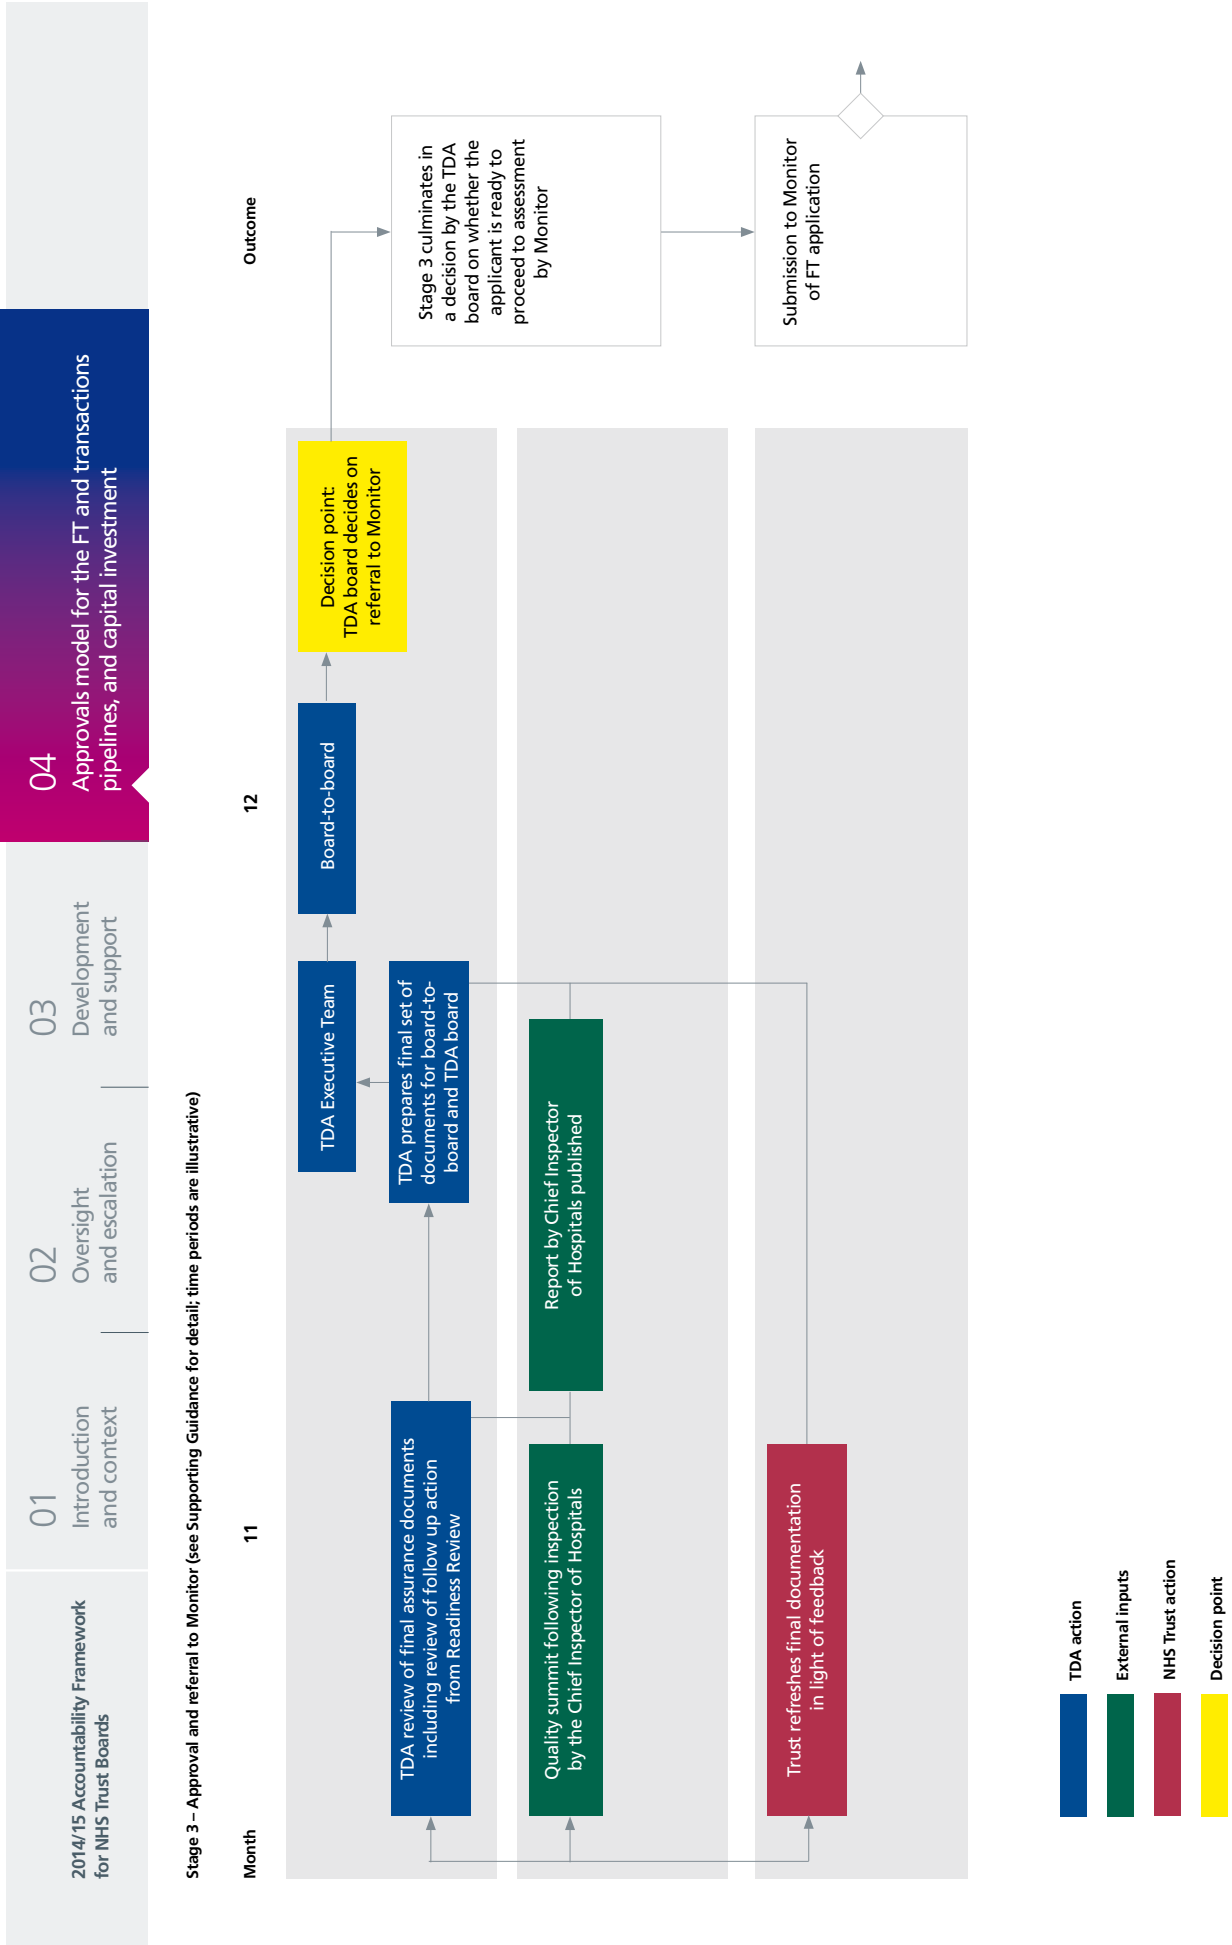 2014/15 Accountability Framework
for NHS Trust Boards
01
Introduction
and context
02
Oversight
and escalation
03
Development
and support
04
Approvals model for the FT and transactions
pipelines, and capital investment
Stage 3 – Approval and referral to Monitor (see Supporting Guidance for detail; time periods are illustrative)
Month
11
12
Outcome
TDA review of final assurance documents
including review of follow up action
from Readiness Review
TDA prepares final set of
documents for board-to-
board and TDA board
TDA Executive Team
Board-to-board
Decision point:
TDA board decides on
referral to Monitor
Stage 3 culminates in
a decision by the TDA
board on whether the
applicant is ready to
proceed to assessment
by Monitor
Quality summit following inspection
by the Chief Inspector of Hospitals
Report by Chief Inspector
of Hospitals published
Trust refreshes final documentation
in light of feedback
Submission to Monitor
of FT application
TDA action
External inputs
NHS Trust action
Decision point